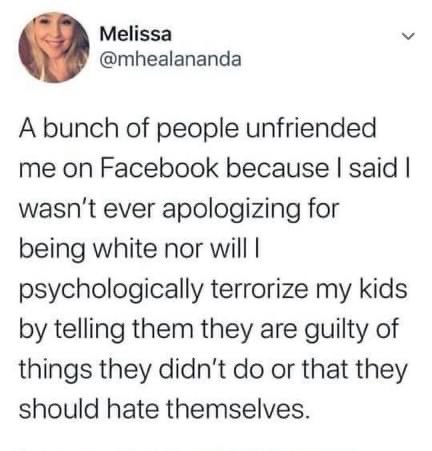 Melissa
@mhealananda
A bunch of people unfriended
me on Facebook because I said I
wasn't ever apologizing for
being white nor will I
psychologically terrorize my kids
by telling them they are guilty of
things they didn't do or that they
should hate themselves.